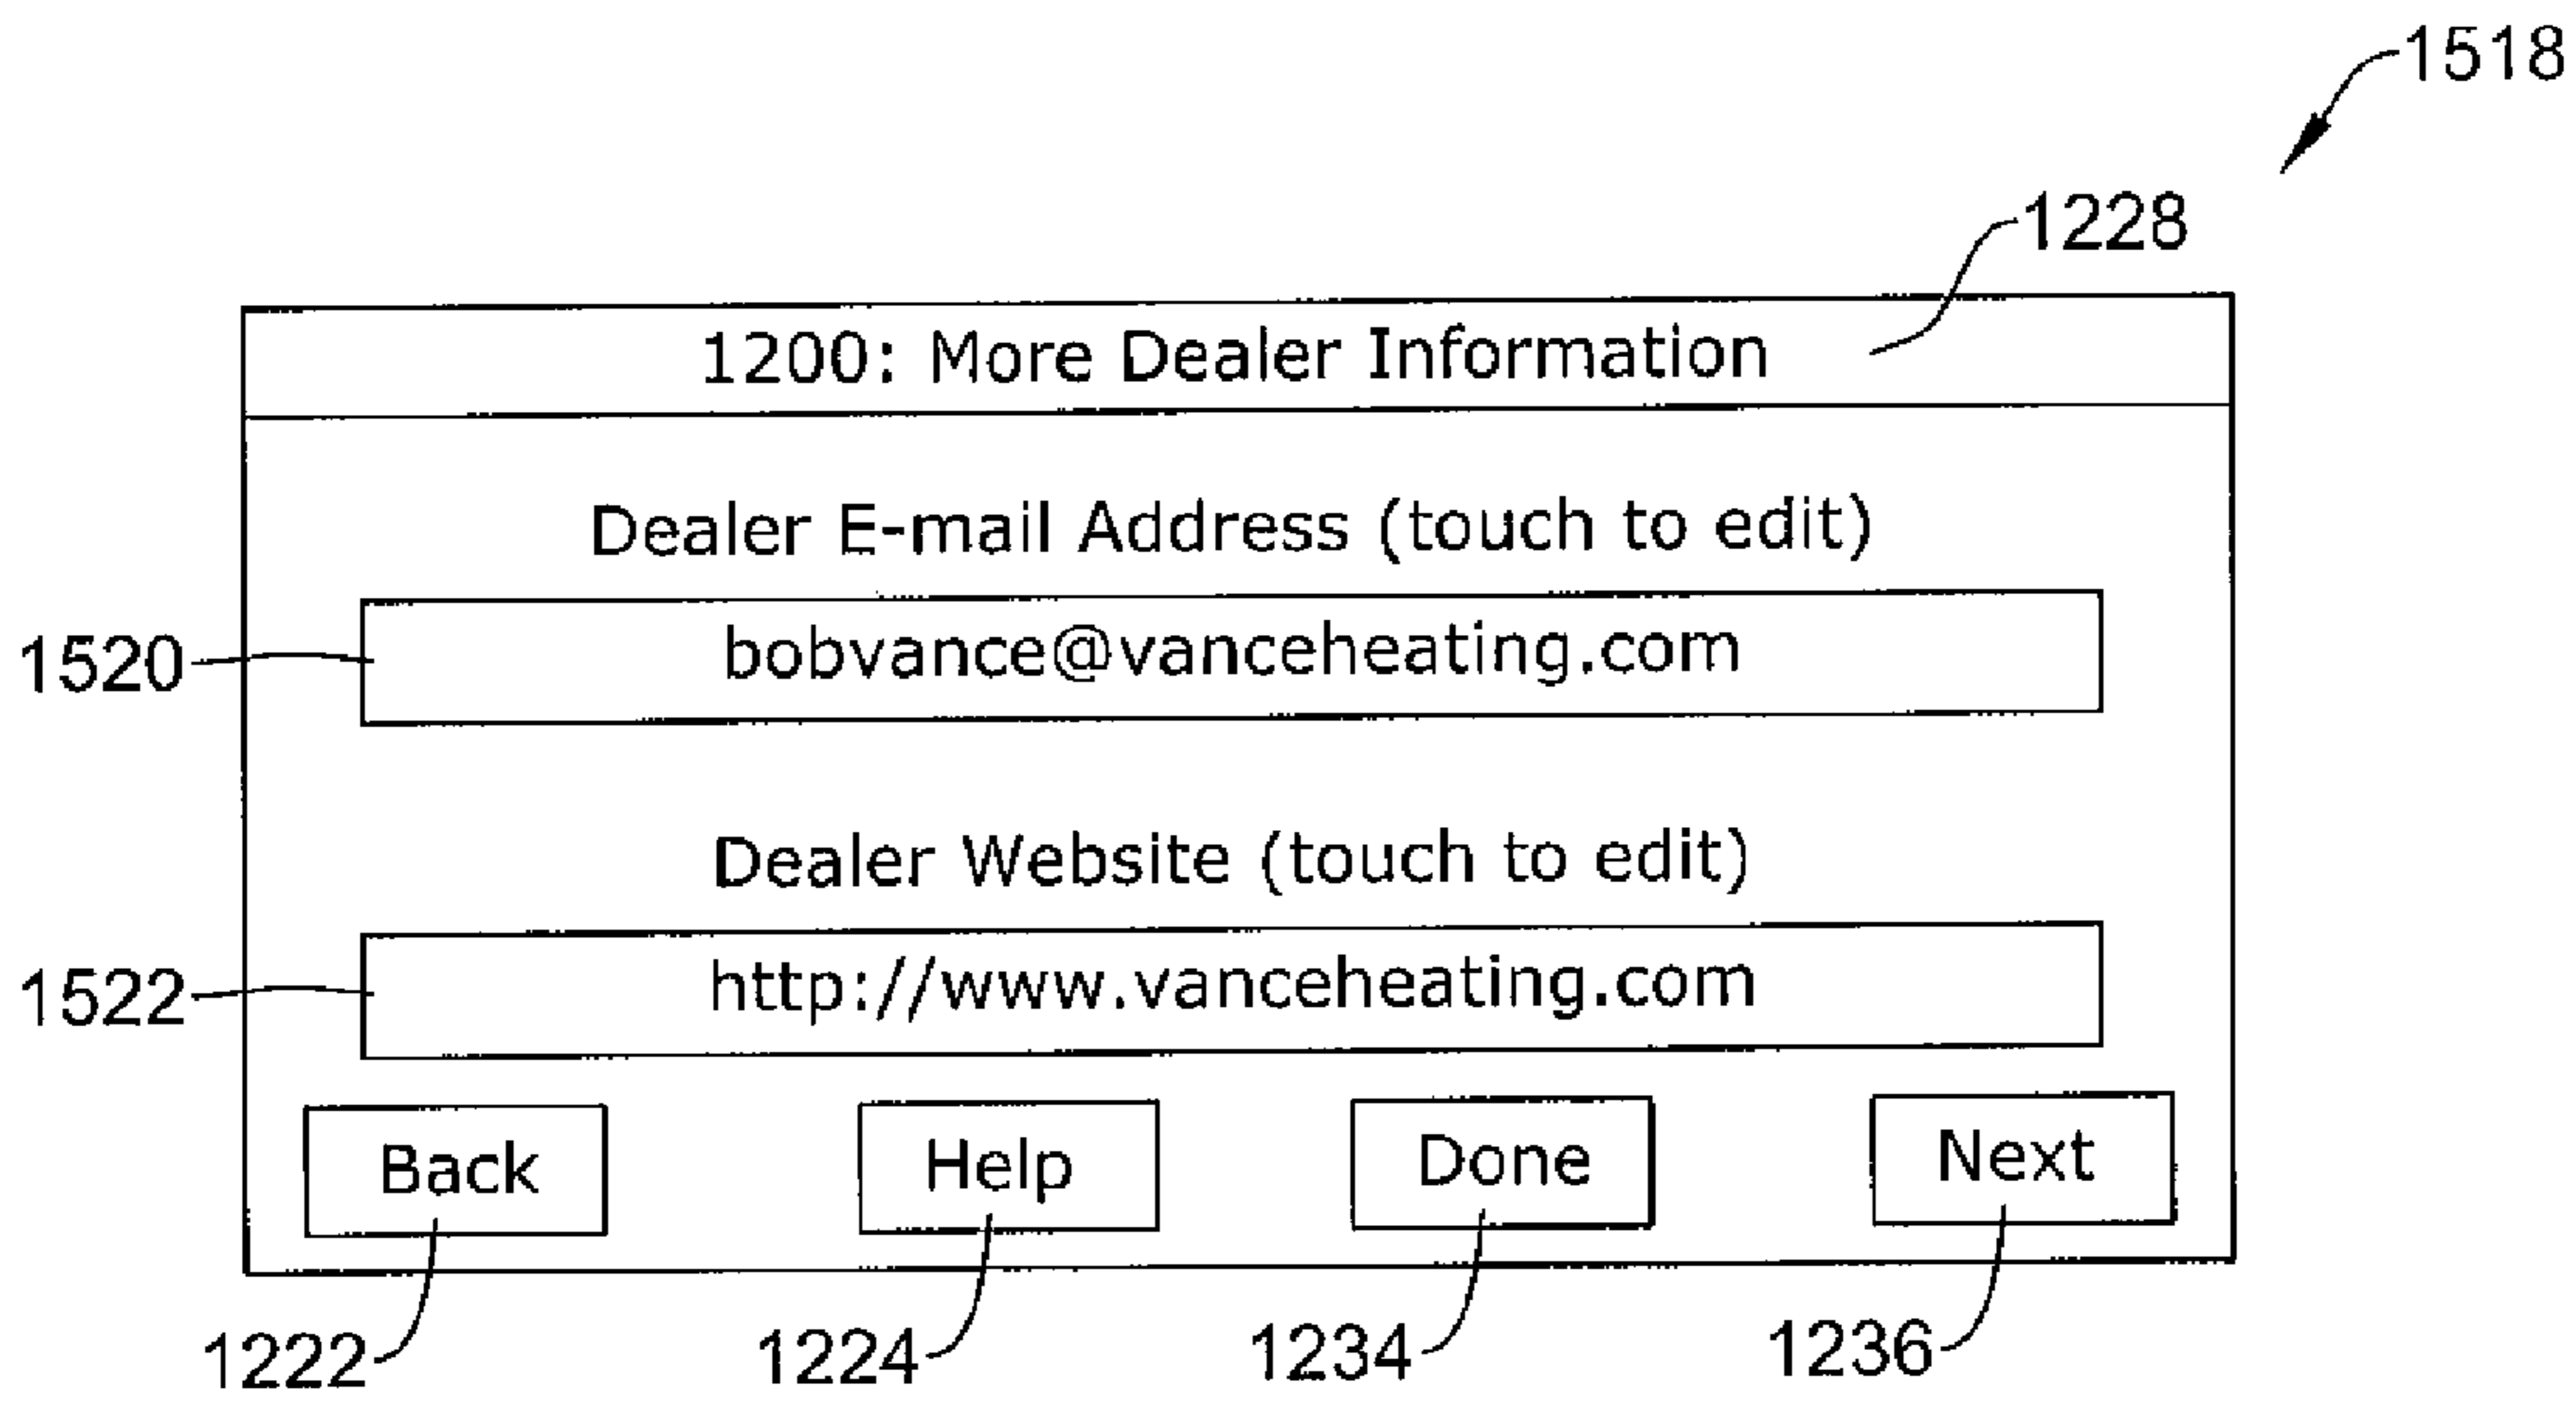 1518
1228
1200: More Dealer Information
Dealer E-mail Address (touch to edit)
1520
bobvance@vanceheating.com
Dealer Website (touch to edit)
1522
http://www.vanceheating.com
Back Help Done Next
1222 1224 1234 1236